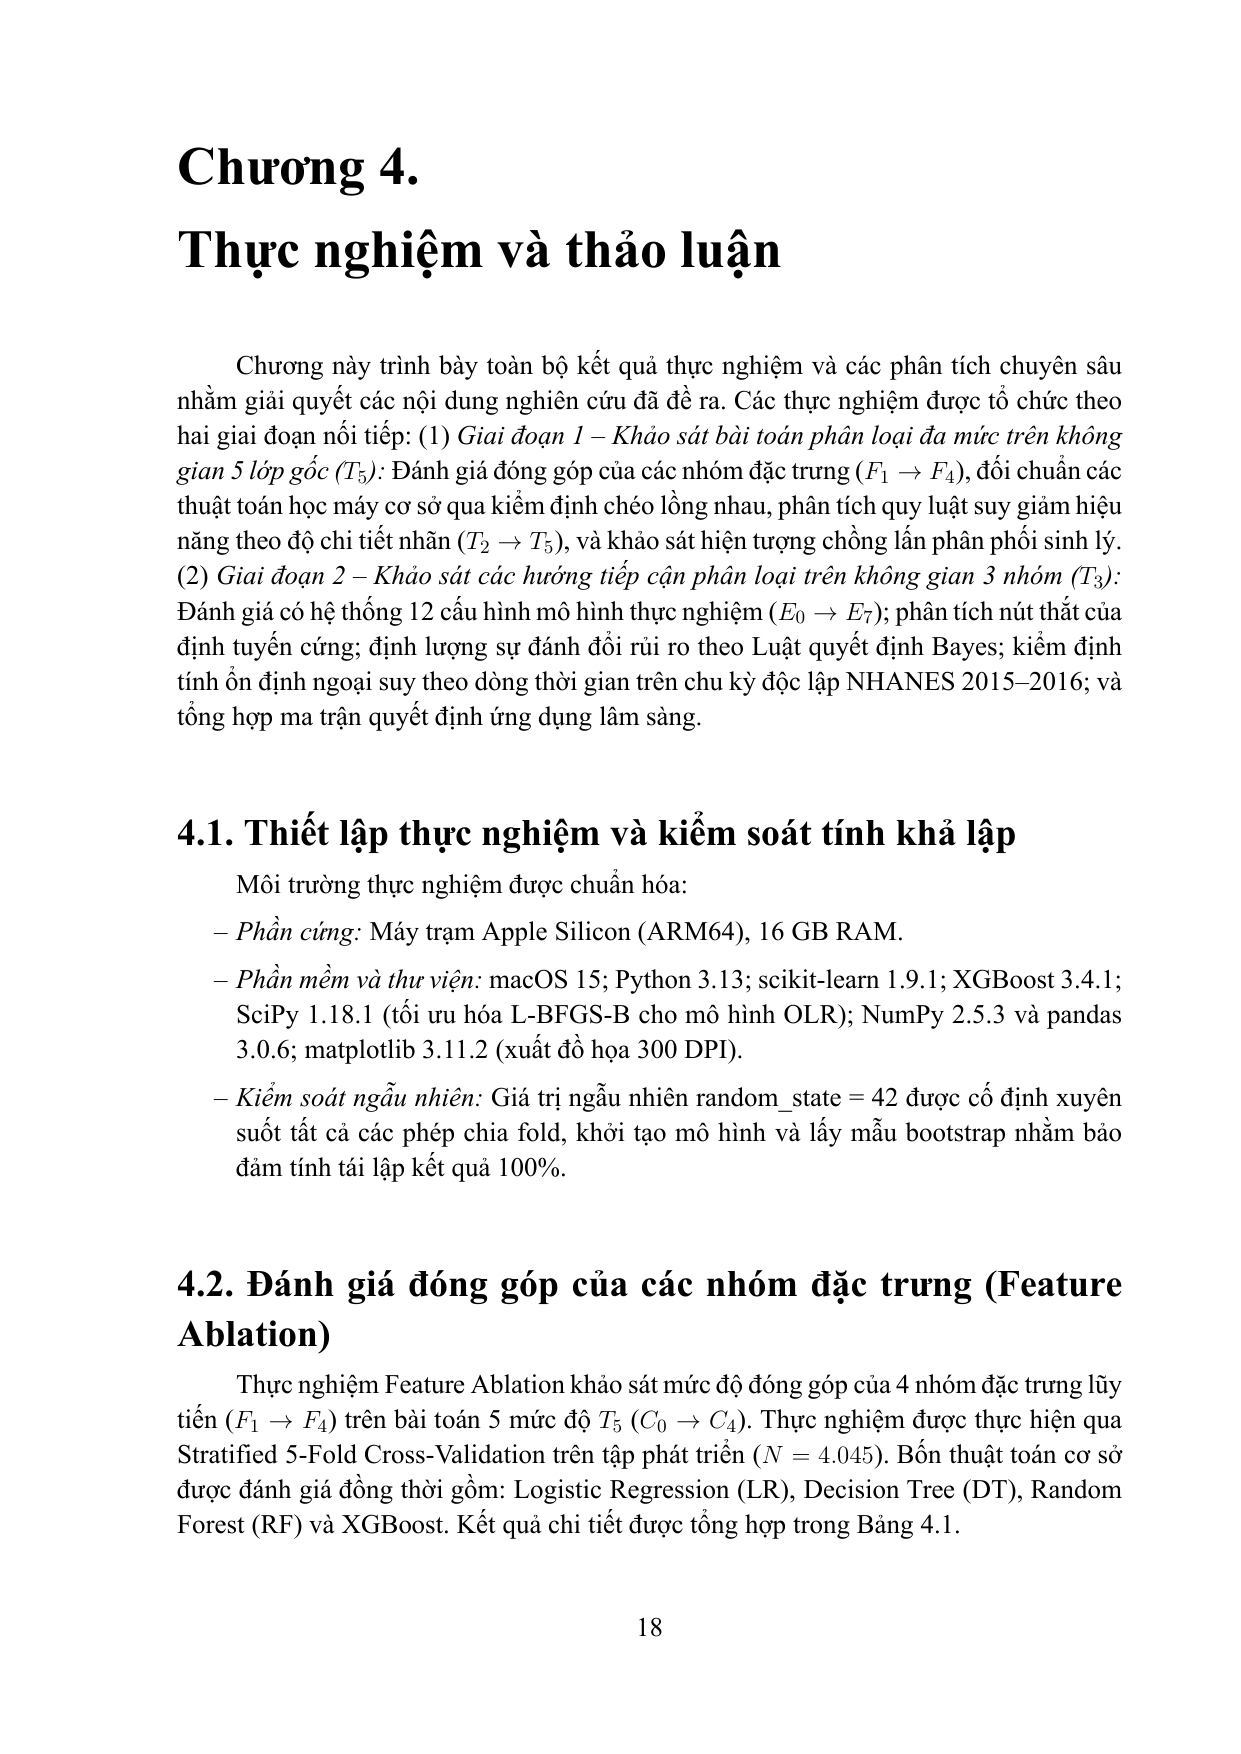 Chương 4.
Thực nghiệm và thảo luận
Chương này trình bày toàn bộ kết quả thực nghiệm và các phân tích chuyên sâu
nhằm giải quyết các nội dung nghiên cứu đã đề ra. Các thực nghiệm được tổ chức theo
hai giai đoạn nối tiếp: (1) Giai đoạn 1 – Khảo sát bài toán phân loại đa mức trên không
gian 5 lớp gốc (T₅): Đánh giá đóng góp của các nhóm đặc trưng (F₁ → F₄), đối chuẩn các
thuật toán học máy cơ sở qua kiểm định chéo lồng nhau, phân tích quy luật suy giảm hiệu
năng theo độ chi tiết nhãn (T₂ → T₅), và khảo sát hiện tượng chồng lấn phân phối sinh lý.
(2) Giai đoạn 2 – Khảo sát các hướng tiếp cận phân loại trên không gian 3 nhóm (T₃):
Đánh giá có hệ thống 12 cấu hình mô hình thực nghiệm (E₀ → E₇); phân tích nút thắt của
định tuyến cứng; định lượng sự đánh đổi rủi ro theo Luật quyết định Bayes; kiểm định
tính ổn định ngoại suy theo dòng thời gian trên chu kỳ độc lập NHANES 2015–2016; và
tổng hợp ma trận quyết định ứng dụng lâm sàng.
4.1. Thiết lập thực nghiệm và kiểm soát tính khả lập
Môi trường thực nghiệm được chuẩn hóa:
– Phần cứng: Máy trạm Apple Silicon (ARM64), 16 GB RAM.
– Phần mềm và thư viện: macOS 15; Python 3.13; scikit-learn 1.9.1; XGBoost 3.4.1;
SciPy 1.18.1 (tối ưu hóa L-BFGS-B cho mô hình OLR); NumPy 2.5.3 và pandas
3.0.6; matplotlib 3.11.2 (xuất đồ họa 300 DPI).
– Kiểm soát ngẫu nhiên: Giá trị ngẫu nhiên random_state = 42 được cố định xuyên
suốt tất cả các phép chia fold, khởi tạo mô hình và lấy mẫu bootstrap nhằm bảo
đảm tính tái lập kết quả 100%.
4.2. Đánh giá đóng góp của các nhóm đặc trưng (Feature
Ablation)
Thực nghiệm Feature Ablation khảo sát mức độ đóng góp của 4 nhóm đặc trưng lũy
tiến (F₁ → F₄) trên bài toán 5 mức độ T₅ (C₀ → C₄). Thực nghiệm được thực hiện qua
Stratified 5-Fold Cross-Validation trên tập phát triển (N = 4.045). Bốn thuật toán cơ sở
được đánh giá đồng thời gồm: Logistic Regression (LR), Decision Tree (DT), Random
Forest (RF) và XGBoost. Kết quả chi tiết được tổng hợp trong Bảng 4.1.
18